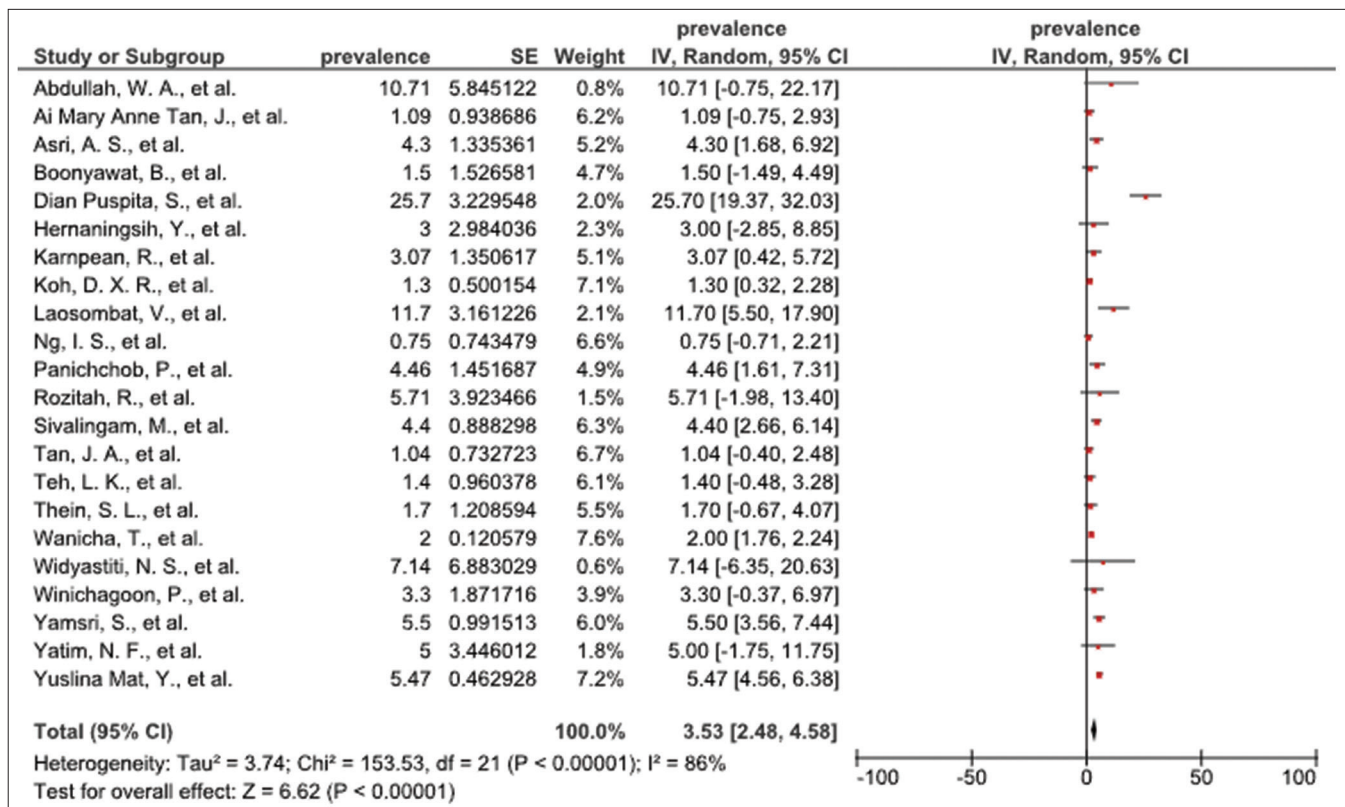 prevalence prevalence
Study or Subgroup prevalence SE Weight IV, Random, 95% CI IV, Random, 95% CI
Abdullah, W. A., et al. 10.71 5.845122 0.8% 10.71 [-0.75, 22.17]
Ai Mary Anne Tan, J., et al. 1.09 0.938686 6.2% 1.09 [-0.75, 2.93]
Asri, A. S., et al. 4.3 1.335361 5.2% 4.30 [1.68, 6.92]
Boonyawat, B., et al. 1.5 1.526581 4.7% 1.50 [-1.49, 4.49]
Dian Puspita, S., et al. 25.7 3.229548 2.0% 25.70 [19.37, 32.03]
Hernaningsih, Y., et al. 3 2.984036 2.3% 3.00 [-2.85, 8.85]
Karnpean, R., et al. 3.07 1.350617 5.1% 3.07 [0.42, 5.72]
Koh, D. X. R., et al. 1.3 0.500154 7.1% 1.30 [0.32, 2.28]
Laosombat, V., et al. 11.7 3.161226 2.1% 11.70 [5.50, 17.90]
Ng, I. S., et al. 0.75 0.743479 6.6% 0.75 [-0.71, 2.21]
Panichchob, P., et al. 4.46 1.451687 4.9% 4.46 [1.61, 7.31]
Rozitah, R., et al. 5.71 3.923466 1.5% 5.71 [-1.98, 13.40]
Sivalingam, M., et al. 4.4 0.888298 6.3% 4.40 [2.66, 6.14]
Tan, J. A., et al. 1.04 0.732723 6.7% 1.04 [-0.40, 2.48]
Teh, L. K., et al. 1.4 0.960378 6.1% 1.40 [-0.48, 3.28]
Thein, S. L., et al. 1.7 1.208594 5.5% 1.70 [-0.67, 4.07]
Wanicha, T., et al. 2 0.120579 7.6% 2.00 [1.76, 2.24]
Widyastiti, N. S., et al. 7.14 6.883029 0.6% 7.14 [-6.35, 20.63]
Winichagoon, P., et al. 3.3 1.871716 3.9% 3.30 [-0.37, 6.97]
Yamsri, S., et al. 5.5 0.991513 6.0% 5.50 [3.56, 7.44]
Yatim, N. F., et al. 5 3.446012 1.8% 5.00 [-1.75, 11.75]
Yuslina Mat, Y., et al. 5.47 0.462928 7.2% 5.47 [4.56, 6.38]
Total (95% CI) 100.0% 3.53 [2.48, 4.58]
Heterogeneity: Tau² = 3.74; Chi² = 153.53, df = 21 (P < 0.00001); I² = 86%
Test for overall effect: Z = 6.62 (P < 0.00001)
-100 -50 0 50 100